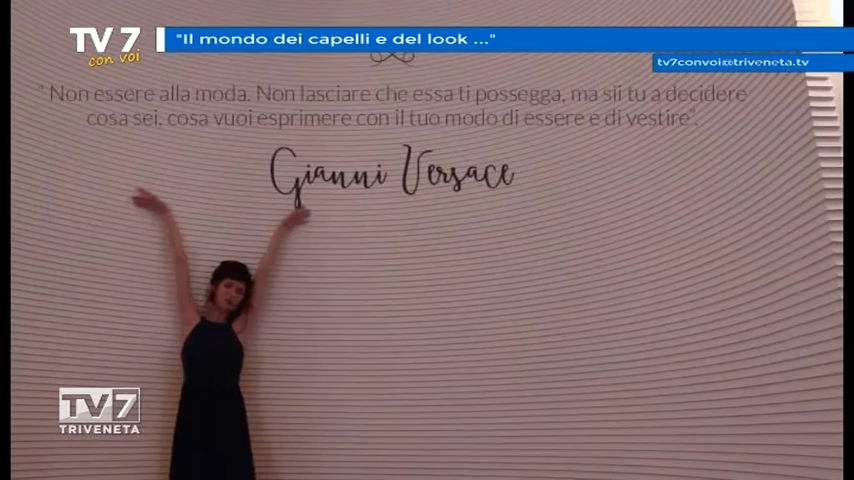 TV7
con voi
"Il mondo dei capelli e del look ..."
tv7convoi@triveneta.tv
" Non essere alla moda. Non lasciare che essa ti possegga, ma sii tu a decidere
cosa sei, cosa vuoi esprimere con il tuo modo di essere e di vestire".
Gianni Versace
TV7
TRIVENETA